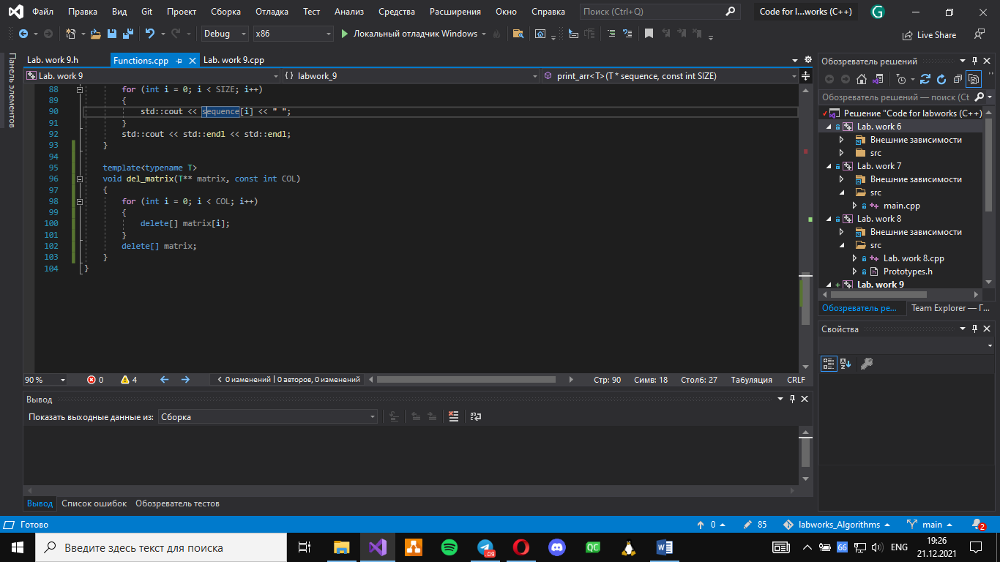 Файл Правка Вид Git Проект Сборка Отладка Тест Анализ Средства Расширения Окно Справка Поиск (Ctrl+Q) Code for l...works (C++) G
Debug x86 Локальный отладчик Windows Live Share
Панель элементов
Lab. work 9.h Functions.cpp Lab. work 9.cpp
Lab. work 9 labwork_9 print_arr<T>(T * sequence, const int SIZE)
88 for (int i = 0; i < SIZE; i++)
89 {
90 std::cout << sequence[i] << " ";
91 }
92 std::cout << std::endl << std::endl;
93 }
94
95 template<typename T>
96 void del_matrix(T** matrix, const int COL)
97 {
98 for (int i = 0; i < COL; i++)
99 {
100 delete[] matrix[i];
101 }
102 delete[] matrix;
103 }
104 }
90 % 0 4 0 изменений | 0 авторов, 0 изменений Стр: 90 Симв: 18 Столб: 27 Табуляция CRLF
Вывод
Показать выходные данные из: Сборка
Вывод Список ошибок Обозреватель тестов
Обозреватель решений
Обозреватель решений — поиск (Ct
Решение "Code for labworks (C++)
Lab. work 6
Внешние зависимости
src
Lab. work 7
Внешние зависимости
src
main.cpp
Lab. work 8
Внешние зависимости
src
Lab. work 8.cpp
Prototypes.h
Lab. work 9
Обозреватель ре... Team Explorer — Г...
Свойства
Готово 0 85 labworks_Algorithms main 2
Введите здесь текст для поиска .09 QC W 66 ENG 19:26
21.12.2021